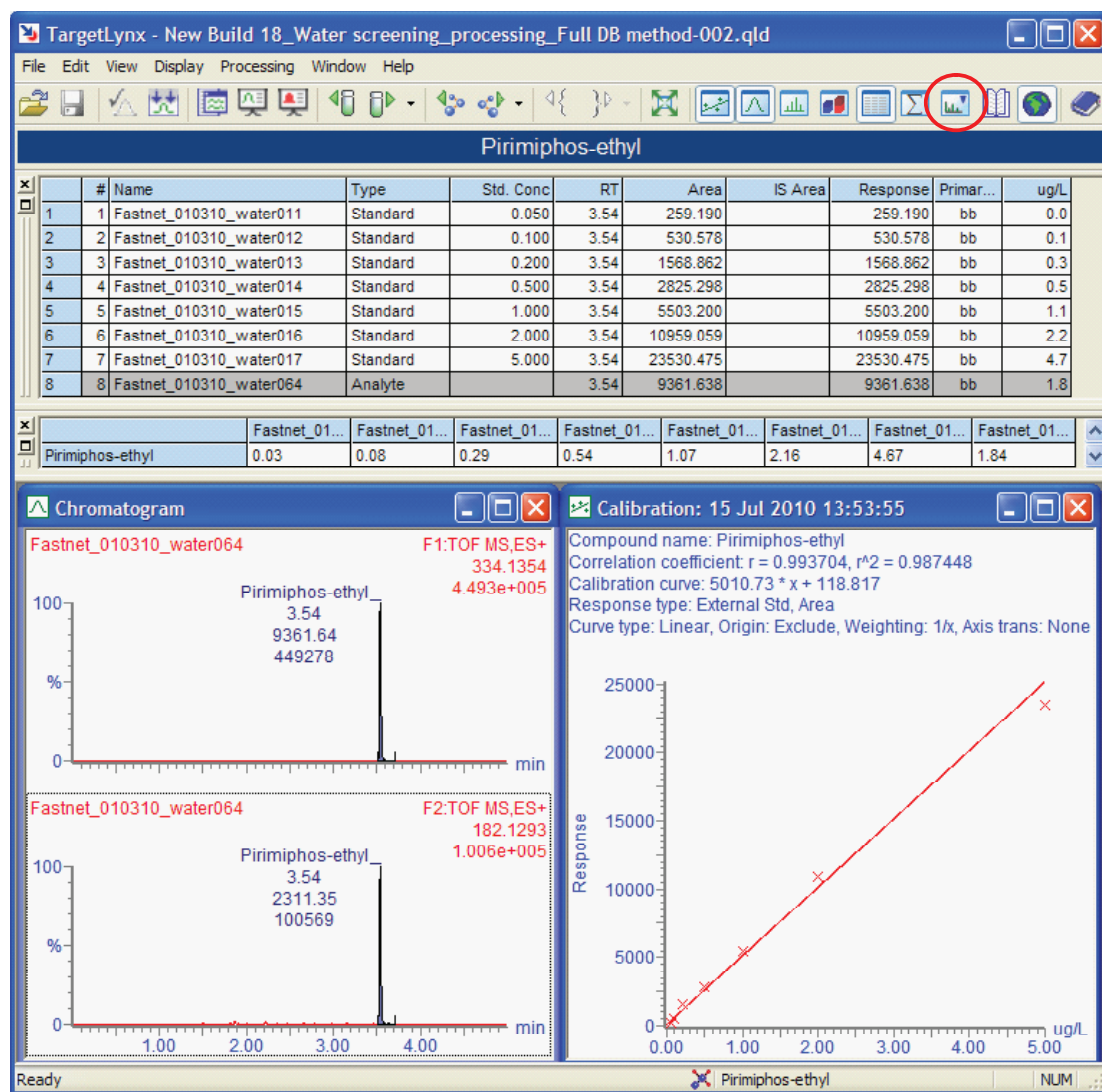 TargetLynx - New Build 18_Water screening_processing_Full DB method-002.qld
File Edit View Display Processing Window Help
Pirimiphos-ethyl
# Name Type Std. Conc RT Area IS Area Response Primar... ug/L
1 1 Fastnet_010310_water011 Standard 0.050 3.54 259.190 259.190 bb 0.0
2 2 Fastnet_010310_water012 Standard 0.100 3.54 530.578 530.578 bb 0.1
3 3 Fastnet_010310_water013 Standard 0.200 3.54 1568.862 1568.862 bb 0.3
4 4 Fastnet_010310_water014 Standard 0.500 3.54 2825.298 2825.298 bb 0.5
5 5 Fastnet_010310_water015 Standard 1.000 3.54 5503.200 5503.200 bb 1.1
6 6 Fastnet_010310_water016 Standard 2.000 3.54 10959.059 10959.059 bb 2.2
7 7 Fastnet_010310_water017 Standard 5.000 3.54 23530.475 23530.475 bb 4.7
8 8 Fastnet_010310_water064 Analyte 3.54 9361.638 9361.638 bb 1.8
Fastnet_01... Fastnet_01... Fastnet_01... Fastnet_01... Fastnet_01... Fastnet_01... Fastnet_01... Fastnet_01...
Pirimiphos-ethyl 0.03 0.08 0.29 0.54 1.07 2.16 4.67 1.84
Chromatogram
Fastnet_010310_water064 F1:TOF MS,ES+
334.1354
4.493e+005
Pirimiphos-ethyl
3.54
9361.64
449278
100
%
0
min
Fastnet_010310_water064 F2:TOF MS,ES+
182.1293
1.006e+005
Pirimiphos-ethyl
3.54
2311.35
100569
100
%
0
min
1.00 2.00 3.00 4.00
Calibration: 15 Jul 2010 13:53:55
Compound name: Pirimiphos-ethyl
Correlation coefficient: r = 0.993704, r^2 = 0.987448
Calibration curve: 5010.73 * x + 118.817
Response type: External Std, Area
Curve type: Linear, Origin: Exclude, Weighting: 1/x, Axis trans: None
25000
20000
15000
10000
5000
0
Response
ug/L
0.00 1.00 2.00 3.00 4.00 5.00
Ready Pirimiphos-ethyl NUM